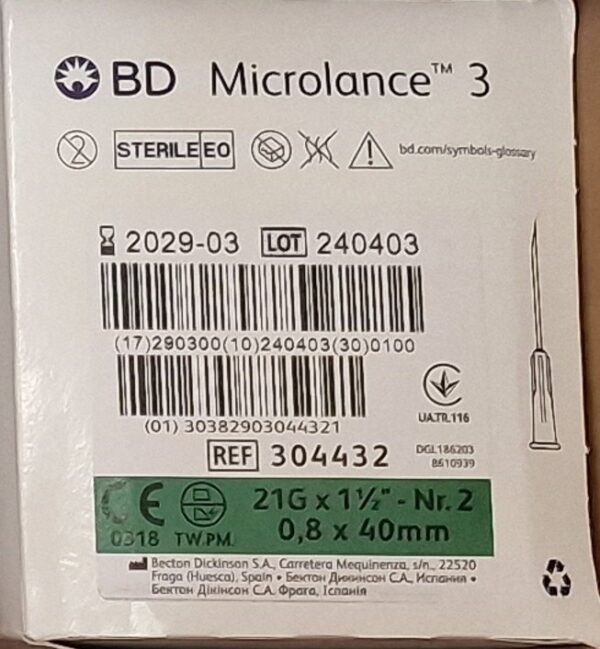 BD Microlance™ 3
STERILE EO bd.com/symbols-glossary
2029-03 LOT 240403
(17)290300(10)240403(30)0100
(01) 30382903044321
UA.TR.116
REF 304432
DGL186203
8610939
CE 21G x 1½" - Nr. 2
0318 TW.PM. 0,8 x 40mm
Becton Dickinson S.A., Carretera Mequinenza, s/n., 22520
Fraga (Huesca), Spain • Бектон Дикинсон С.А., Испания •
Бектон Дікінсон С.А. Фрага, Іспанія